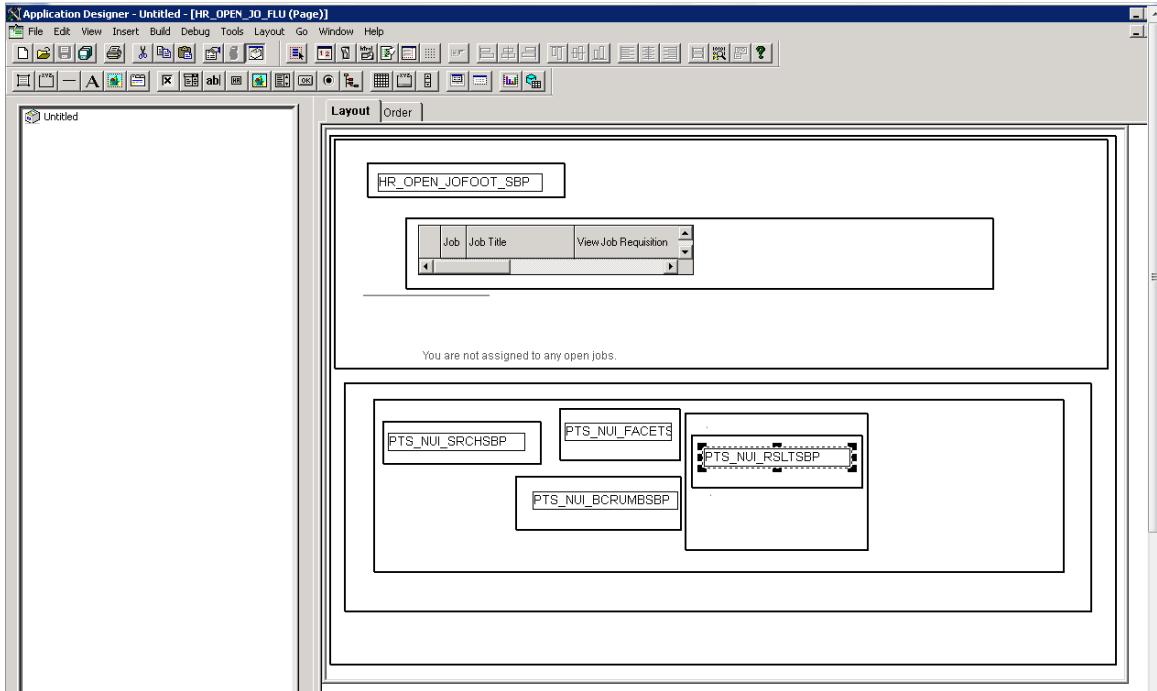 Application Designer - Untitled - [HR_OPEN_JO_FLU (Page)]
File Edit View Insert Build Debug Tools Layout Go Window Help
Untitled
Layout Order
HR_OPEN_JOFOOT_SBP
Job Job Title View Job Requisition
You are not assigned to any open jobs.
PTS_NUI_FACETS
PTS_NUI_SRCHSBP
PTS_NUI_RSLTSBP
PTS_NUI_BCRUMBSBP